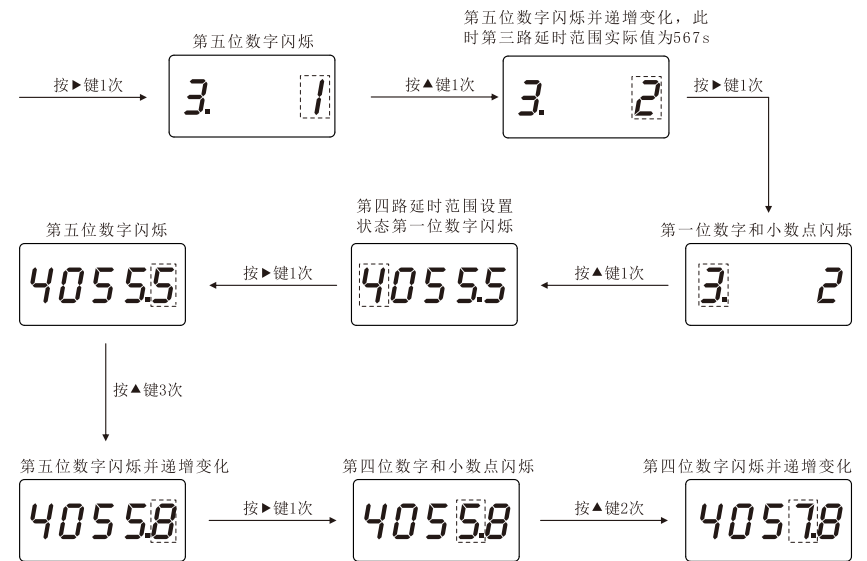 第五位数字闪烁并递增变化，此
时第三路延时范围实际值为567s
第五位数字闪烁
按▶键1次
3. 1
按▲键1次
3. 2
按▶键1次
第四路延时范围设置
状态第一位数字闪烁
第五位数字闪烁
第一位数字和小数点闪烁
4055.5
按▶键1次
4055.5
按▲键1次
3. 2
按▲键3次
第五位数字闪烁并递增变化
第四位数字和小数点闪烁
第四位数字闪烁并递增变化
4055.8
按▶键1次
4055.8
按▲键2次
4057.8